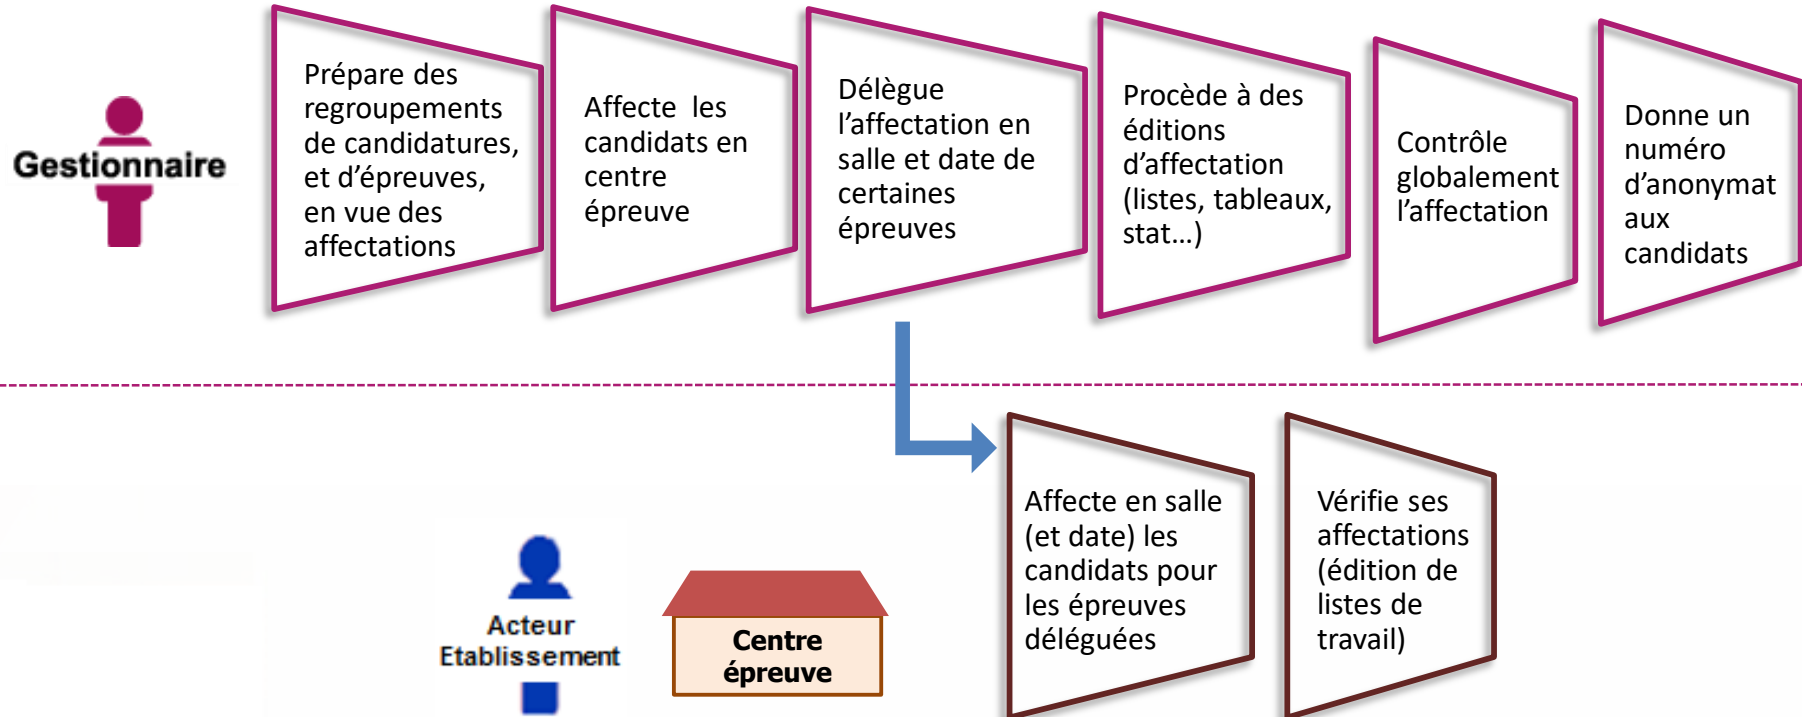 Gestionnaire
Prépare des
regroupements
de candidatures,
et d’épreuves,
en vue des
affectations
Affecte les
candidats en
centre
épreuve
Délègue
l’affectation en
salle et date de
certaines
épreuves
Procède à des
éditions
d’affectation
(listes, tableaux,
stat…)
Contrôle
globalement
l’affectation
Donne un
numéro
d’anonymat
aux
candidats
Acteur
Etablissement
Centre
épreuve
Affecte en salle
(et date) les
candidats pour
les épreuves
déléguées
Vérifie ses
affectations
(édition de
listes de
travail)